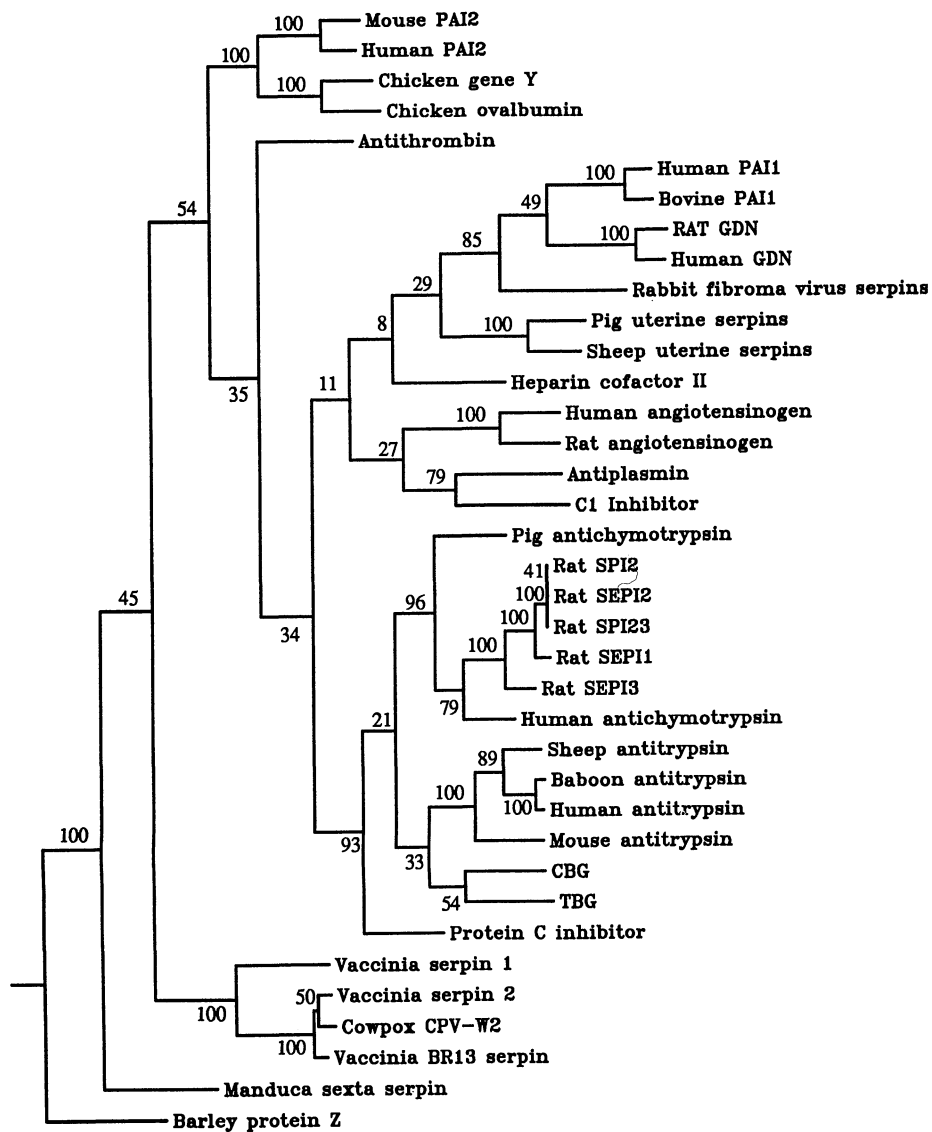 100 Mouse PAI2
Human PAI2
100
100 Chicken gene Y
Chicken ovalbumin
Antithrombin
100 Human PAI1
Bovine PAI1
49
54
100 RAT GDN
Human GDN
85
Rabbit fibroma virus serpins
29
100 Pig uterine serpins
Sheep uterine serpins
8
Heparin cofactor II
35
11
100 Human angiotensinogen
Rat angiotensinogen
27
79 Antiplasmin
C1 Inhibitor
Pig antichymotrypsin
41 Rat SPI2
100 Rat SEPI2
45
96
100 Rat SPI23
34
100 Rat SEPI1
Rat SEPI3
79
Human antichymotrypsin
21
89 Sheep antitrypsin
Baboon antitrypsin
100
100 Human antitrypsin
100
93
Mouse antitrypsin
33
CBG
54 TBG
Protein C inhibitor
Vaccinia serpin 1
50 Vaccinia serpin 2
100
Cowpox CPV-W2
100 Vaccinia BR13 serpin
Manduca sexta serpin
Barley protein Z